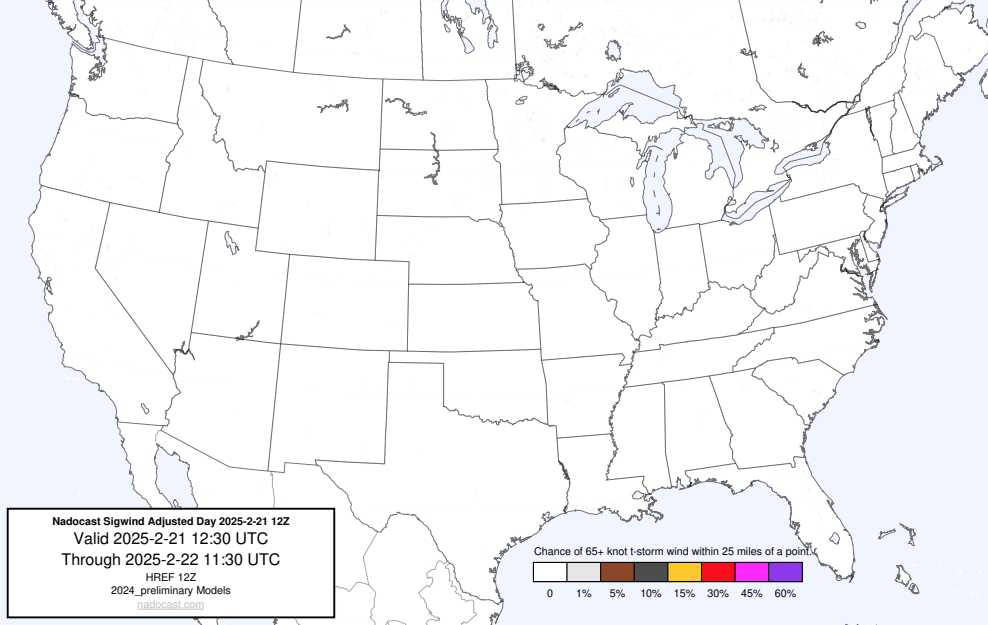 Nadocast Sigwind Adjusted Day 2025-2-21 12Z
Valid 2025-2-21 12:30 UTC
Through 2025-2-22 11:30 UTC
HREF 12Z
2024_preliminary Models
nadocast.com
Chance of 65+ knot t-storm wind within 25 miles of a point.
0 1% 5% 10% 15% 30% 45% 60%